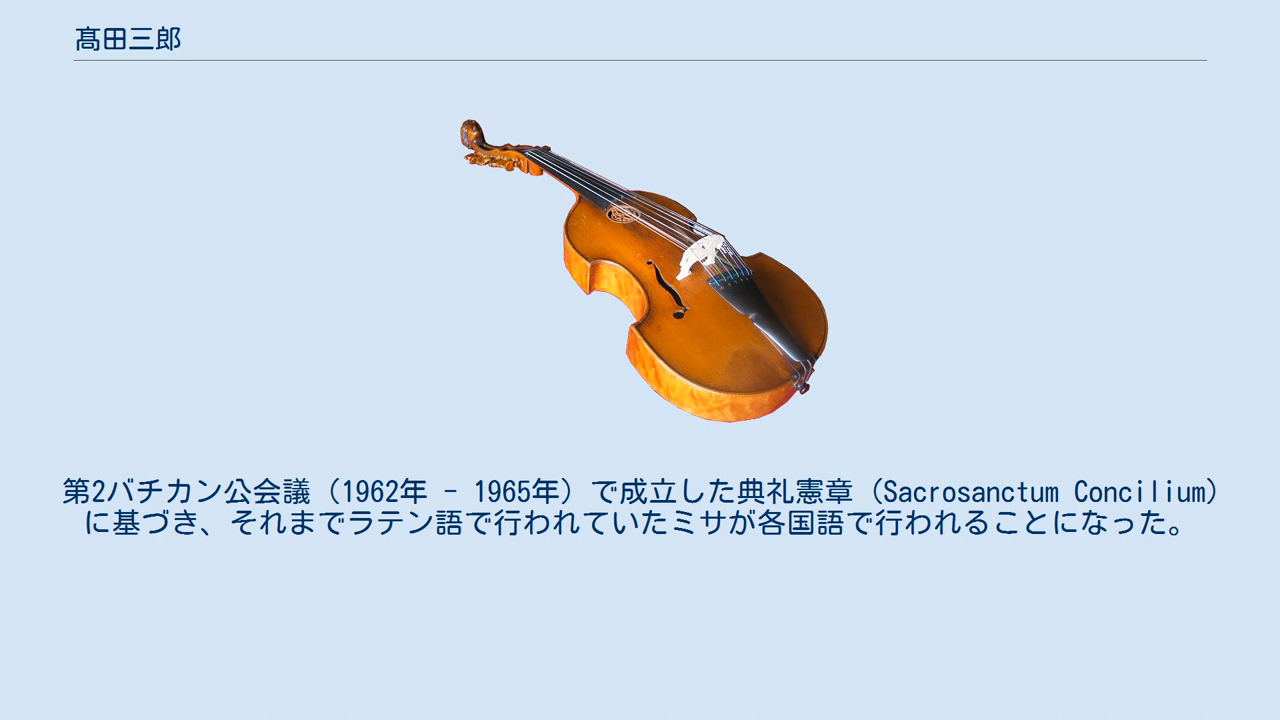 髙田三郎
第2バチカン公会議（1962年 - 1965年）で成立した典礼憲章（Sacrosanctum Concilium）
に基づき、それまでラテン語で行われていたミサが各国語で行われることになった。